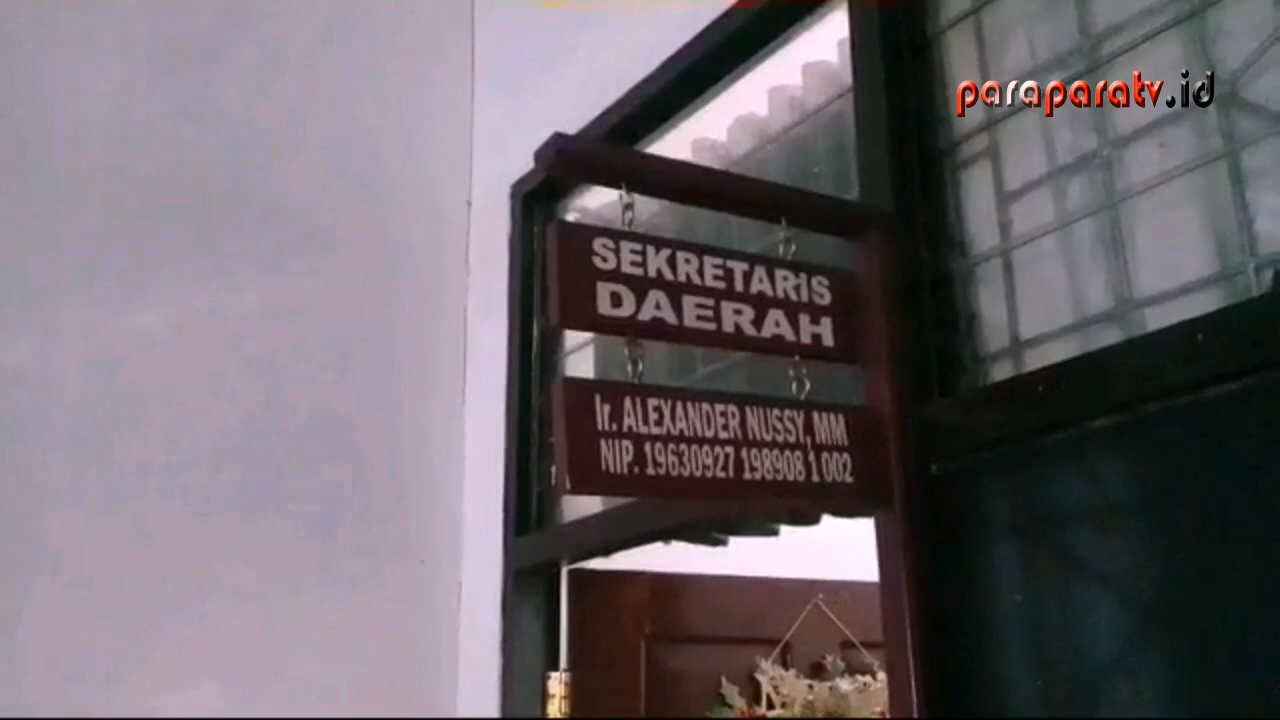 paraparatv.id
SEKRETARIS
DAERAH
Ir. ALEXANDER NUSSY, MM
NIP. 19630927 198908 1 002